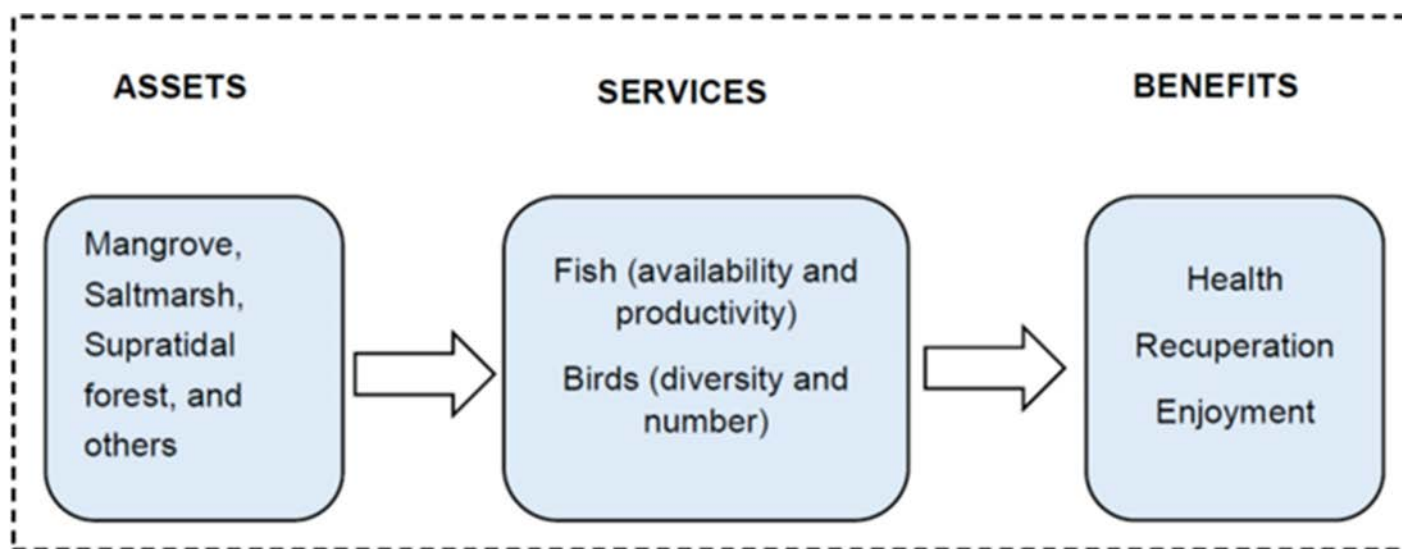 ASSETS
SERVICES
BENEFITS
Mangrove,
Saltmarsh,
Supratidal
forest, and
others
Fish (availability and
productivity)
Birds (diversity and
number)
Health
Recuperation
Enjoyment